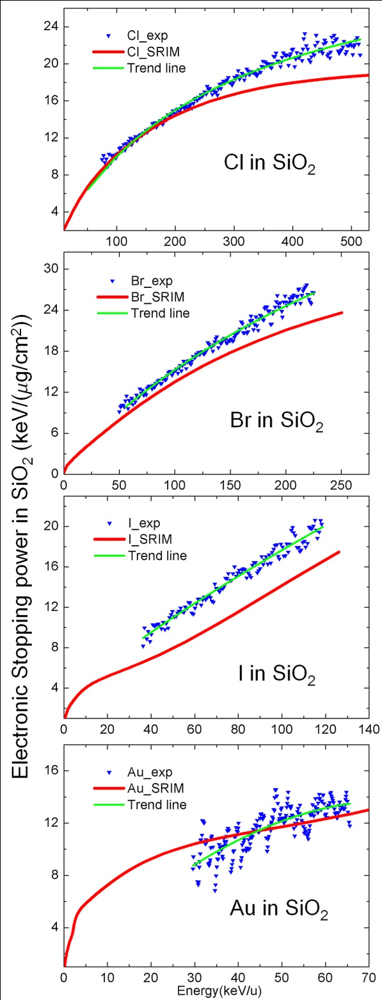 Electronic Stopping power in SiO₂ (keV/(μg/cm²))
24
20
16
12
8
4
Cl_exp
Cl_SRIM
Trend line
Cl in SiO₂
100 200 300 400 500
30
24
18
12
6
0
Br_exp
Br_SRIM
Trend line
Br in SiO₂
0 50 100 150 200 250
20
16
12
8
4
I_exp
I_SRIM
Trend line
I in SiO₂
0 20 40 60 80 100 120 140
16
12
8
4
Au_exp
Au_SRIM
Trend line
Au in SiO₂
0 10 20 30 40 50 60 70
Energy(keV/u)